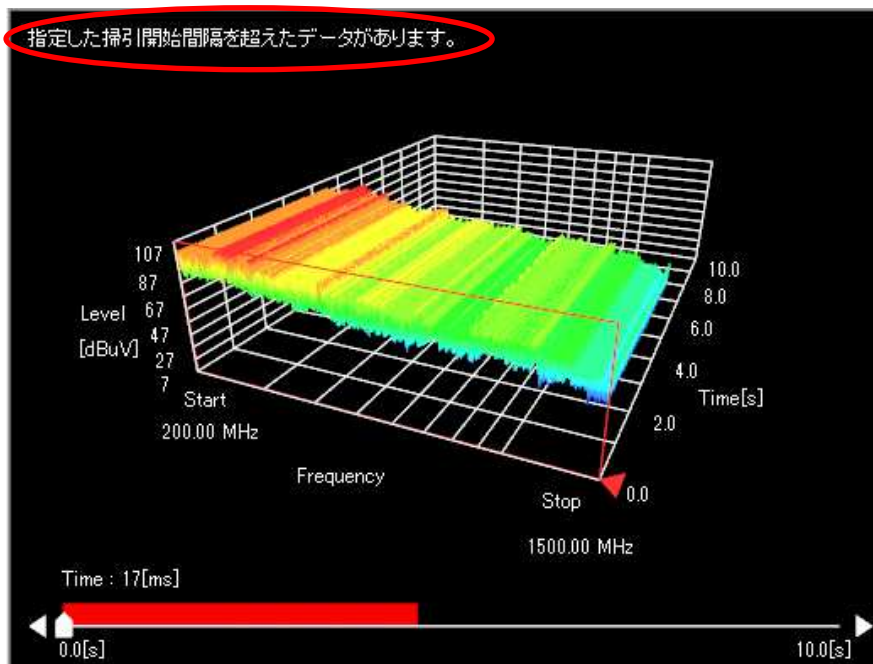 指定した掃引開始間隔を超えたデータがあります。
107
87
Level 67
47
[dBuV] 27
7
Start
200.00 MHz
Frequency
Stop
1500.00 MHz
10.0
8.0
6.0
4.0
Time[s]
2.0
0.0
Time : 17[ms]
0.0[s] 10.0[s]